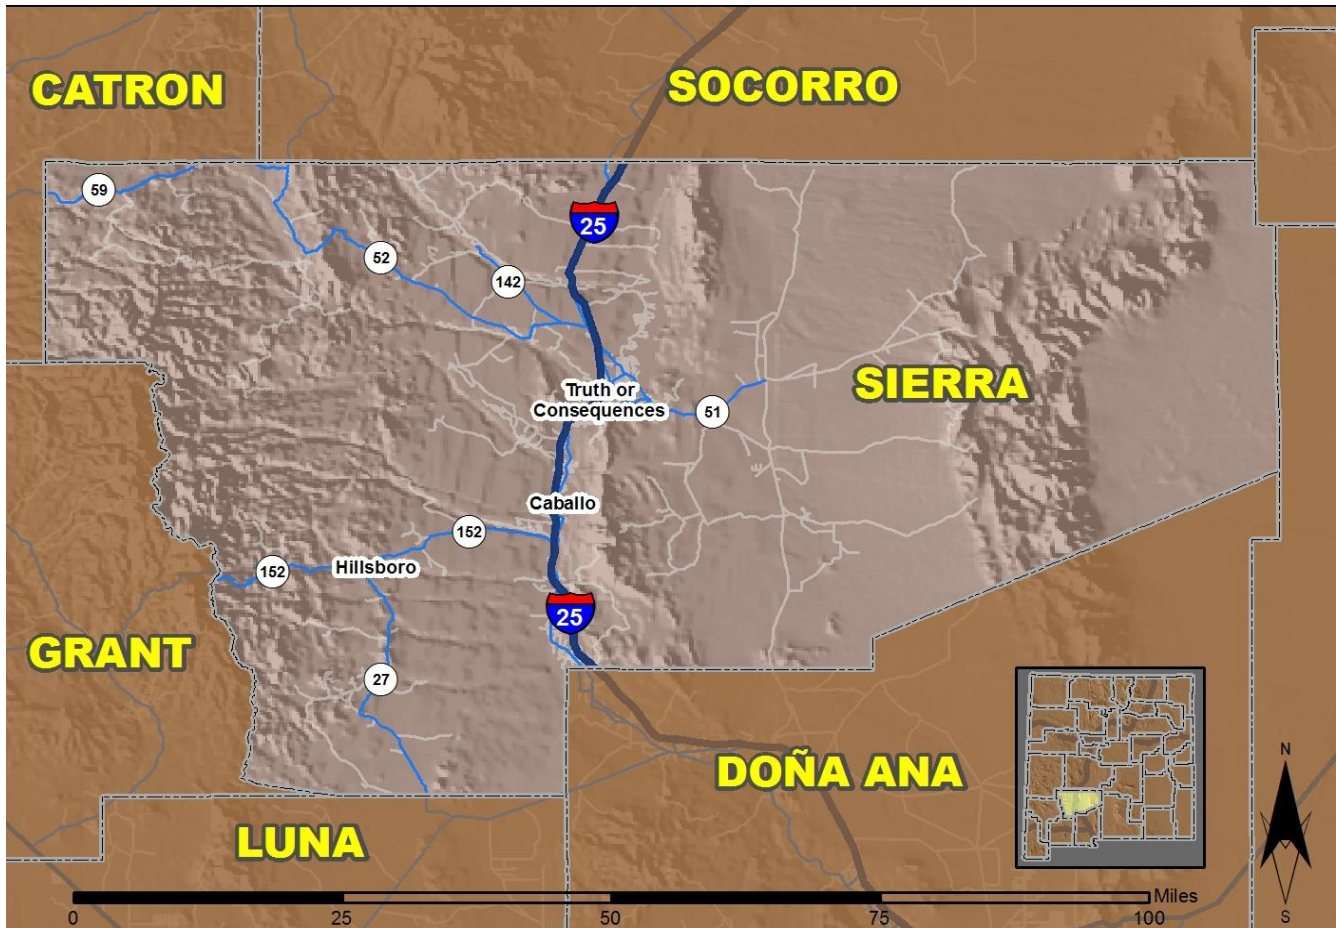 CATRON
SOCORRO
59
25
52
142
Truth or
Consequences
51
SIERRA
Caballo
152
152
Hillsboro
25
GRANT
27
DOÑA ANA
N
LUNA
Miles
0
25
50
75
100
S